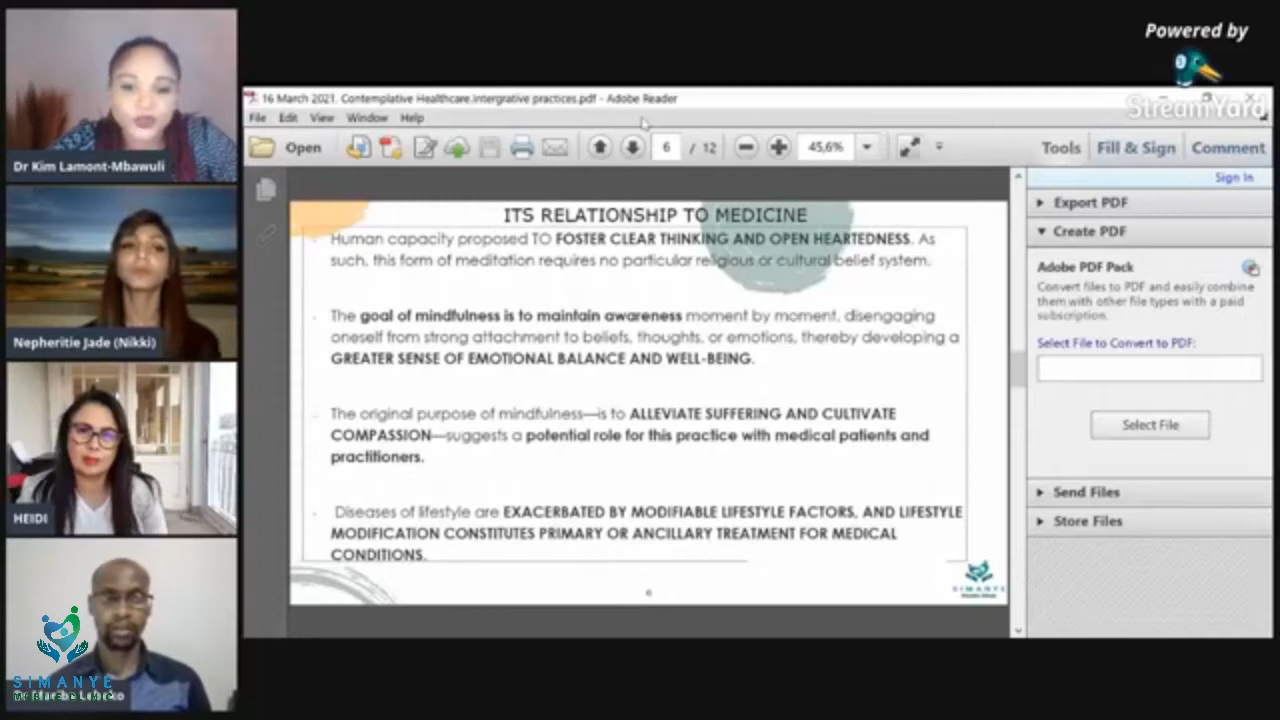 Powered by
StreamYard
Dr Kim Lamont-Mbawuli
Nepheritie Jade (Nikki)
HEIDI
SIMANYE
MOBILE CLINIC
16 March 2021. Contemplative Healthcare.Intergrative practices.pdf - Adobe Reader
File Edit View Window Help
Open 6 / 12 45,6% Tools Fill & Sign Comment
ITS RELATIONSHIP TO MEDICINE
Human capacity proposed TO FOSTER CLEAR THINKING AND OPEN HEARTEDNESS. As
such, this form of meditation requires no particular religious or cultural belief system.
The goal of mindfulness is to maintain awareness moment by moment, disengaging
oneself from strong attachment to beliefs, thoughts, or emotions, thereby developing a
GREATER SENSE OF EMOTIONAL BALANCE AND WELL-BEING.
The original purpose of mindfulness—is to ALLEVIATE SUFFERING AND CULTIVATE
COMPASSION—suggests a potential role for this practice with medical patients and
practitioners.
Diseases of lifestyle are EXACERBATED BY MODIFIABLE LIFESTYLE FACTORS, AND LIFESTYLE
MODIFICATION CONSTITUTES PRIMARY OR ANCILLARY TREATMENT FOR MEDICAL
CONDITIONS.
6
SIMANYE
Sign In
Export PDF
Create PDF
Adobe PDF Pack
Convert files to PDF and easily combine
them with other file types with a paid
subscription.
Select File to Convert to PDF:
Select File
Send Files
Store Files